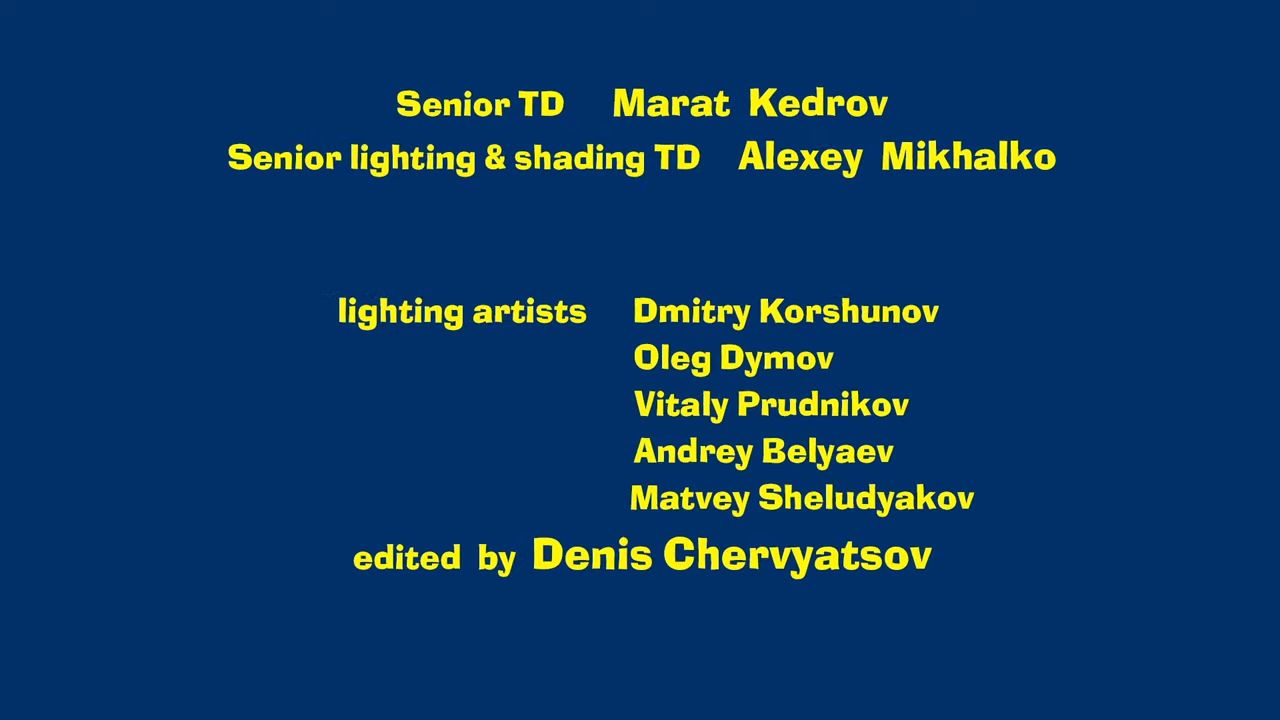 Senior TD Marat Kedrov
Senior lighting & shading TD Alexey Mikhalko
lighting artists Dmitry Korshunov
Oleg Dymov
Vitaly Prudnikov
Andrey Belyaev
Matvey Sheludyakov
edited by Denis Chervyatsov